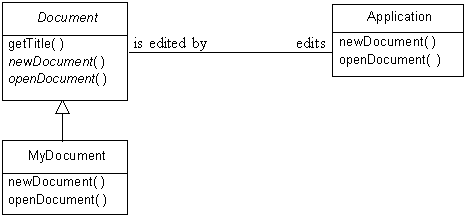 Document
getTitle( )
newDocument( )
openDocument( )
is edited by
edits
Application
newDocument( )
openDocument( )
MyDocument
newDocument( )
openDocument( )